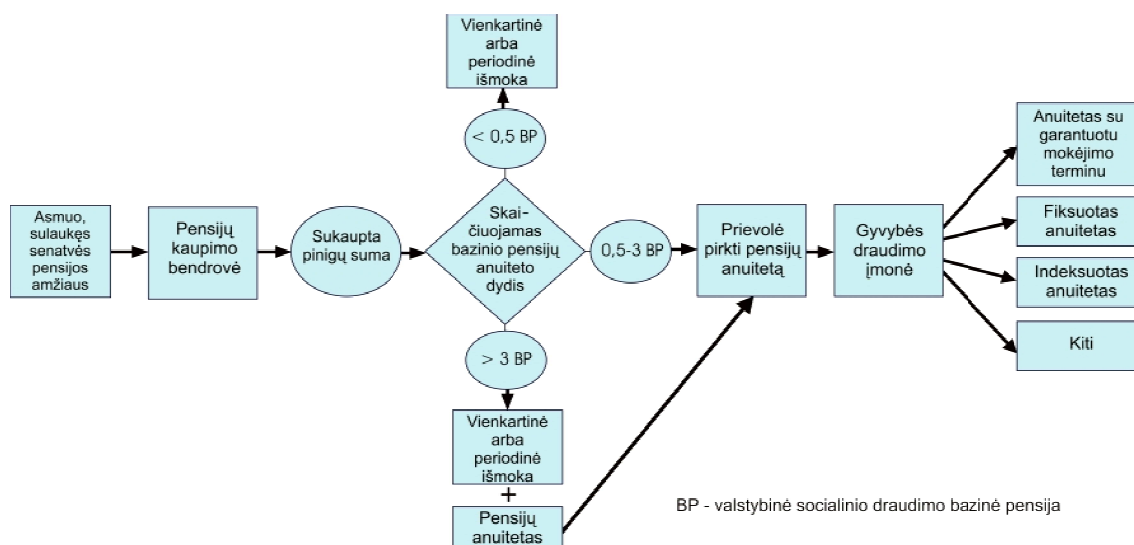 Vienkartinė
arba
periodinė
išmoka
< 0,5 BP
Asmuo,
sulaukęs
senatvės
pensijos
amžiaus
Pensijų
kaupimo
bendrovė
Sukaupta
pinigų suma
Skai-
čiuojamas
bazinio pensijų
anuiteto
dydis
0,5-3 BP
Prievolė
pirkti pensijų
anuitetą
Gyvybės
draudimo
įmonė
Anuitetas su
garantuotu
mokėjimo
terminu
Fiksuotas
anuitetas
Indeksuotas
anuitetas
Kiti
> 3 BP
Vienkartinė
arba
periodinė
išmoka
+
Pensijų
anuitetas
BP - valstybinė socialinio draudimo bazinė pensija